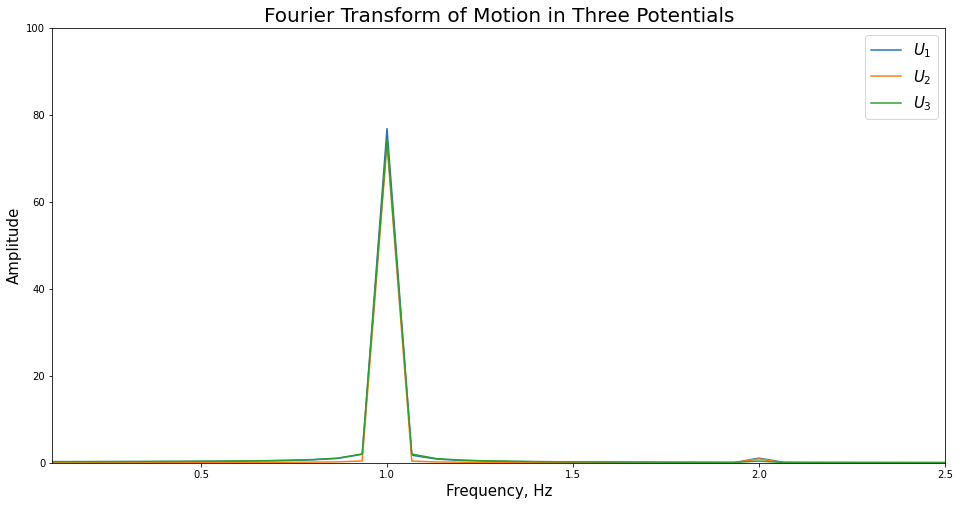 Fourier Transform of Motion in Three Potentials
100
80
60
40
20
0
Amplitude
U₁
U₂
U₃
0.5
1.0
1.5
2.0
2.5
Frequency, Hz